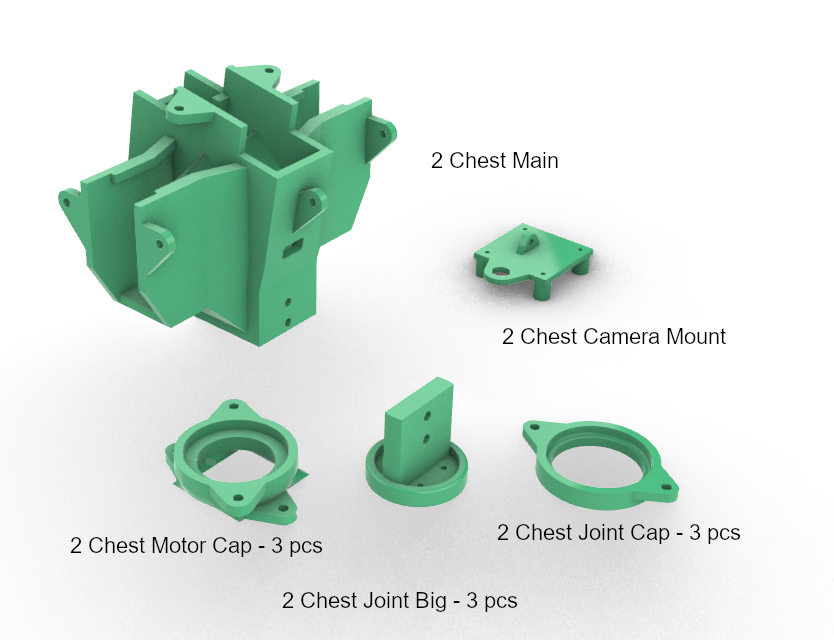 2 Chest Main
2 Chest Camera Mount
2 Chest Joint Cap - 3 pcs
2 Chest Motor Cap - 3 pcs
2 Chest Joint Big - 3 pcs